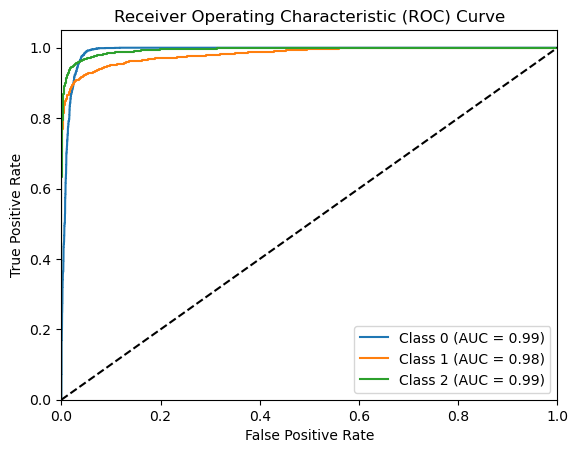 Receiver Operating Characteristic (ROC) Curve
1.0
0.8
0.6
0.4
0.2
0.0
True Positive Rate
Class 0 (AUC = 0.99)
Class 1 (AUC = 0.98)
Class 2 (AUC = 0.99)
0.0 0.2 0.4 0.6 0.8 1.0
False Positive Rate